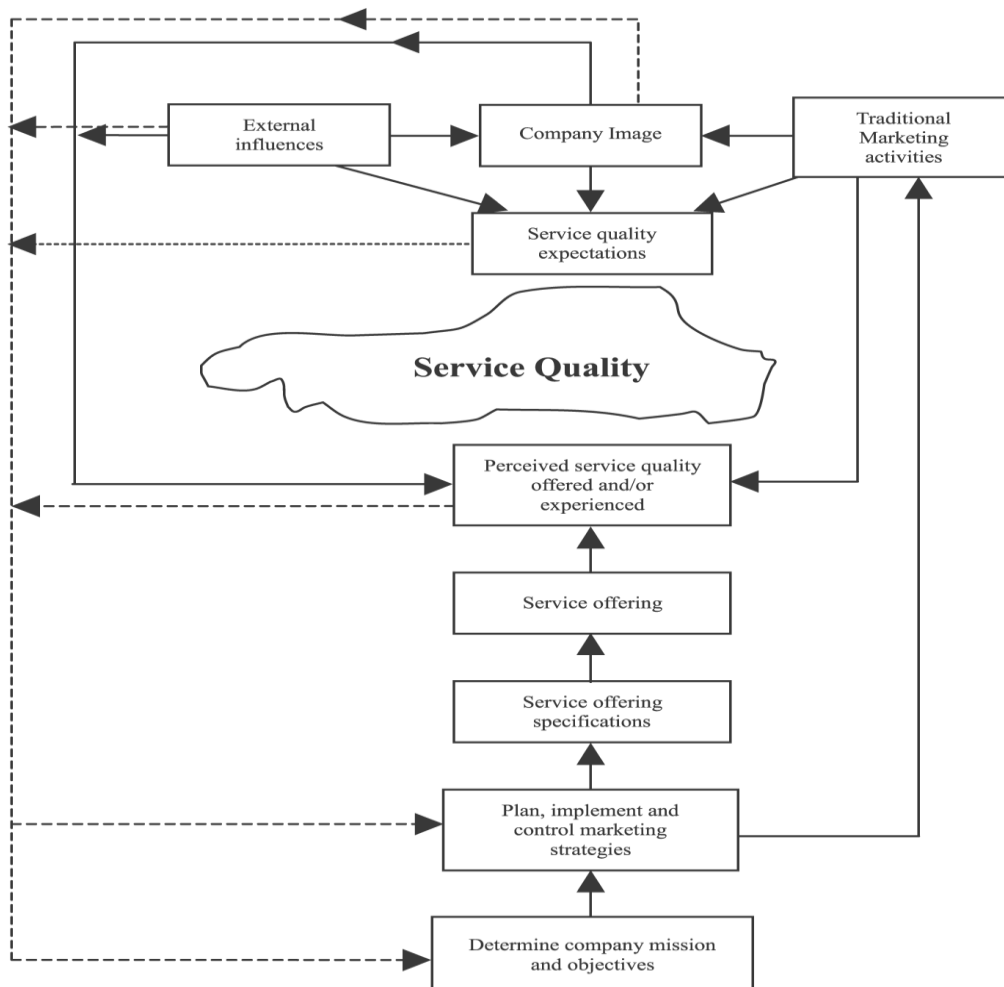 External
influences
Company Image
Traditional
Marketing
activities
Service quality
expectations
Service Quality
Perceived service quality
offered and/or
experienced
Service offering
Service offering
specifications
Plan, implement and
control marketing
strategies
Determine company mission
and objectives